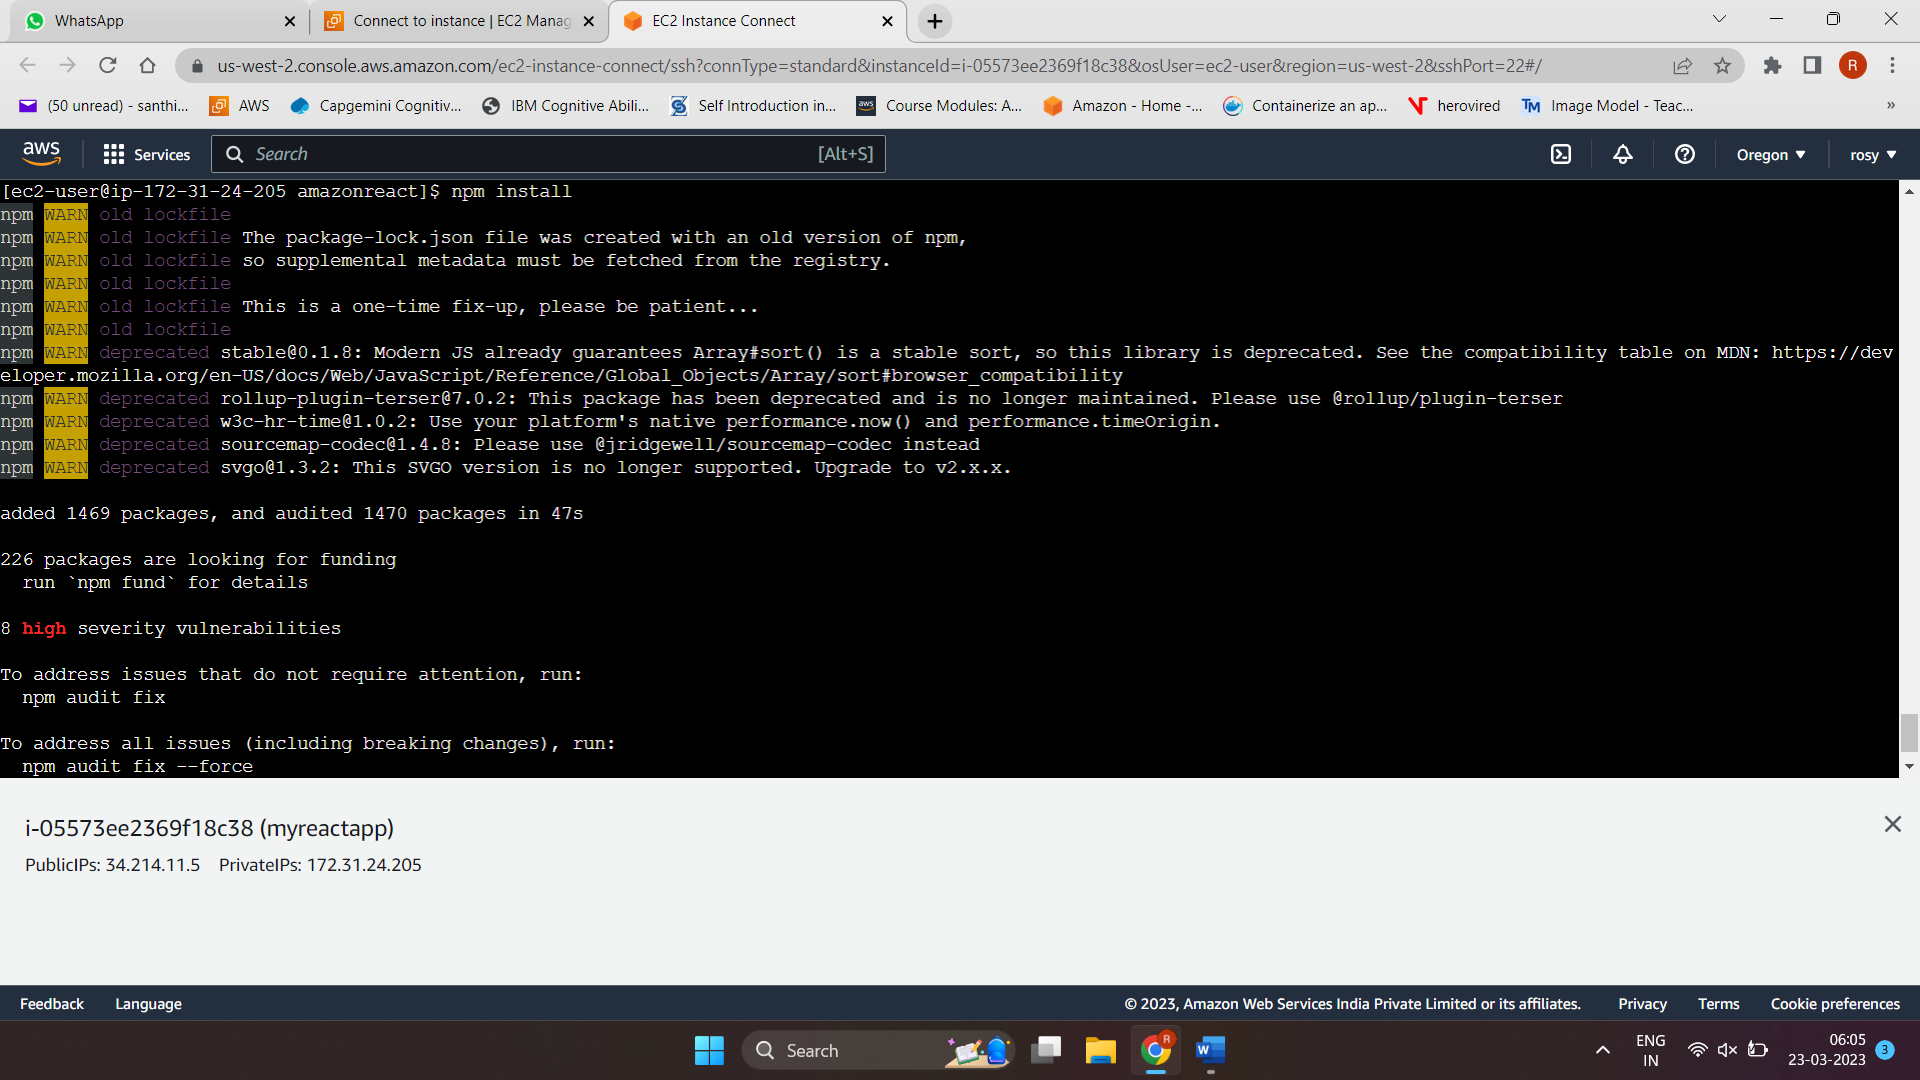 WhatsApp
Connect to instance | EC2 Manag
EC2 Instance Connect
us-west-2.console.aws.amazon.com/ec2-instance-connect/ssh?connType=standard&instanceId=i-05573ee2369f18c38&osUser=ec2-user&region=us-west-2&sshPort=22#/
R
(50 unread) - santhi...
AWS
Capgemini Cognitiv...
IBM Cognitive Abili...
Self Introduction in...
aws
Course Modules: A...
Amazon - Home -...
Containerize an ap...
herovired
TM
Image Model - Teac...
»
aws
Services
Search
[Alt+S]
Oregon
rosy
[ec2-user@ip-172-31-24-205 amazonreact]$ npm install
npm WARN old lockfile
npm WARN old lockfile The package-lock.json file was created with an old version of npm,
npm WARN old lockfile so supplemental metadata must be fetched from the registry.
npm WARN old lockfile
npm WARN old lockfile This is a one-time fix-up, please be patient...
npm WARN old lockfile
npm WARN deprecated stable@0.1.8: Modern JS already guarantees Array#sort() is a stable sort, so this library is deprecated. See the compatibility table on MDN: https://dev
eloper.mozilla.org/en-US/docs/Web/JavaScript/Reference/Global_Objects/Array/sort#browser_compatibility
npm WARN deprecated rollup-plugin-terser@7.0.2: This package has been deprecated and is no longer maintained. Please use @rollup/plugin-terser
npm WARN deprecated w3c-hr-time@1.0.2: Use your platform's native performance.now() and performance.timeOrigin.
npm WARN deprecated sourcemap-codec@1.4.8: Please use @jridgewell/sourcemap-codec instead
npm WARN deprecated svgo@1.3.2: This SVGO version is no longer supported. Upgrade to v2.x.x.
added 1469 packages, and audited 1470 packages in 47s
226 packages are looking for funding
run `npm fund` for details
8 high severity vulnerabilities
To address issues that do not require attention, run:
npm audit fix
To address all issues (including breaking changes), run:
npm audit fix --force
i-05573ee2369f18c38 (myreactapp)
PublicIPs: 34.214.11.5 PrivateIPs: 172.31.24.205
Feedback
Language
© 2023, Amazon Web Services India Private Limited or its affiliates.
Privacy
Terms
Cookie preferences
Search
R
W
ENG
IN
06:05
23-03-2023
3